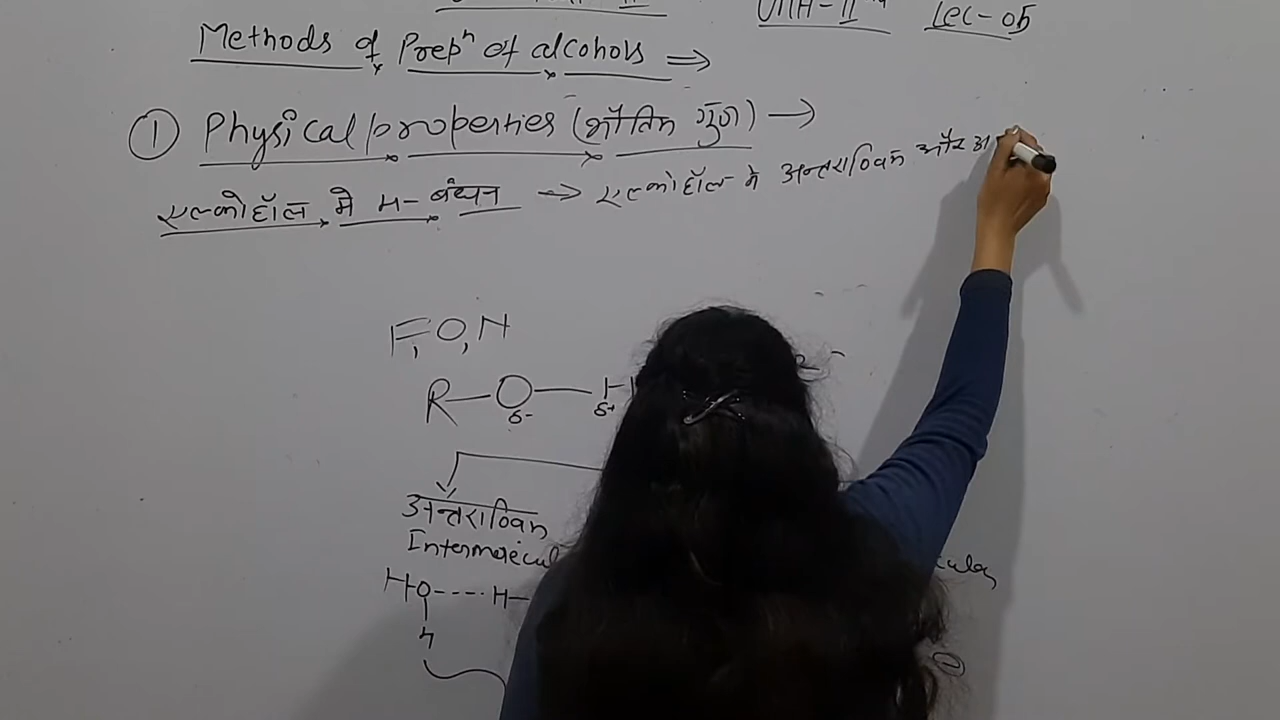 Unit-II Lec-05
Methods of Prepⁿ of alcohols ⇒
① Physical properties (भौतिक गुण) →
एल्कोहॉल मे H-बंधन → एल्कोहॉल मे अन्तराण्विक और अ
F, O, N
R-O-H
δ- δ+
अन्तराण्विक
Intermolecul
HO----H-
H